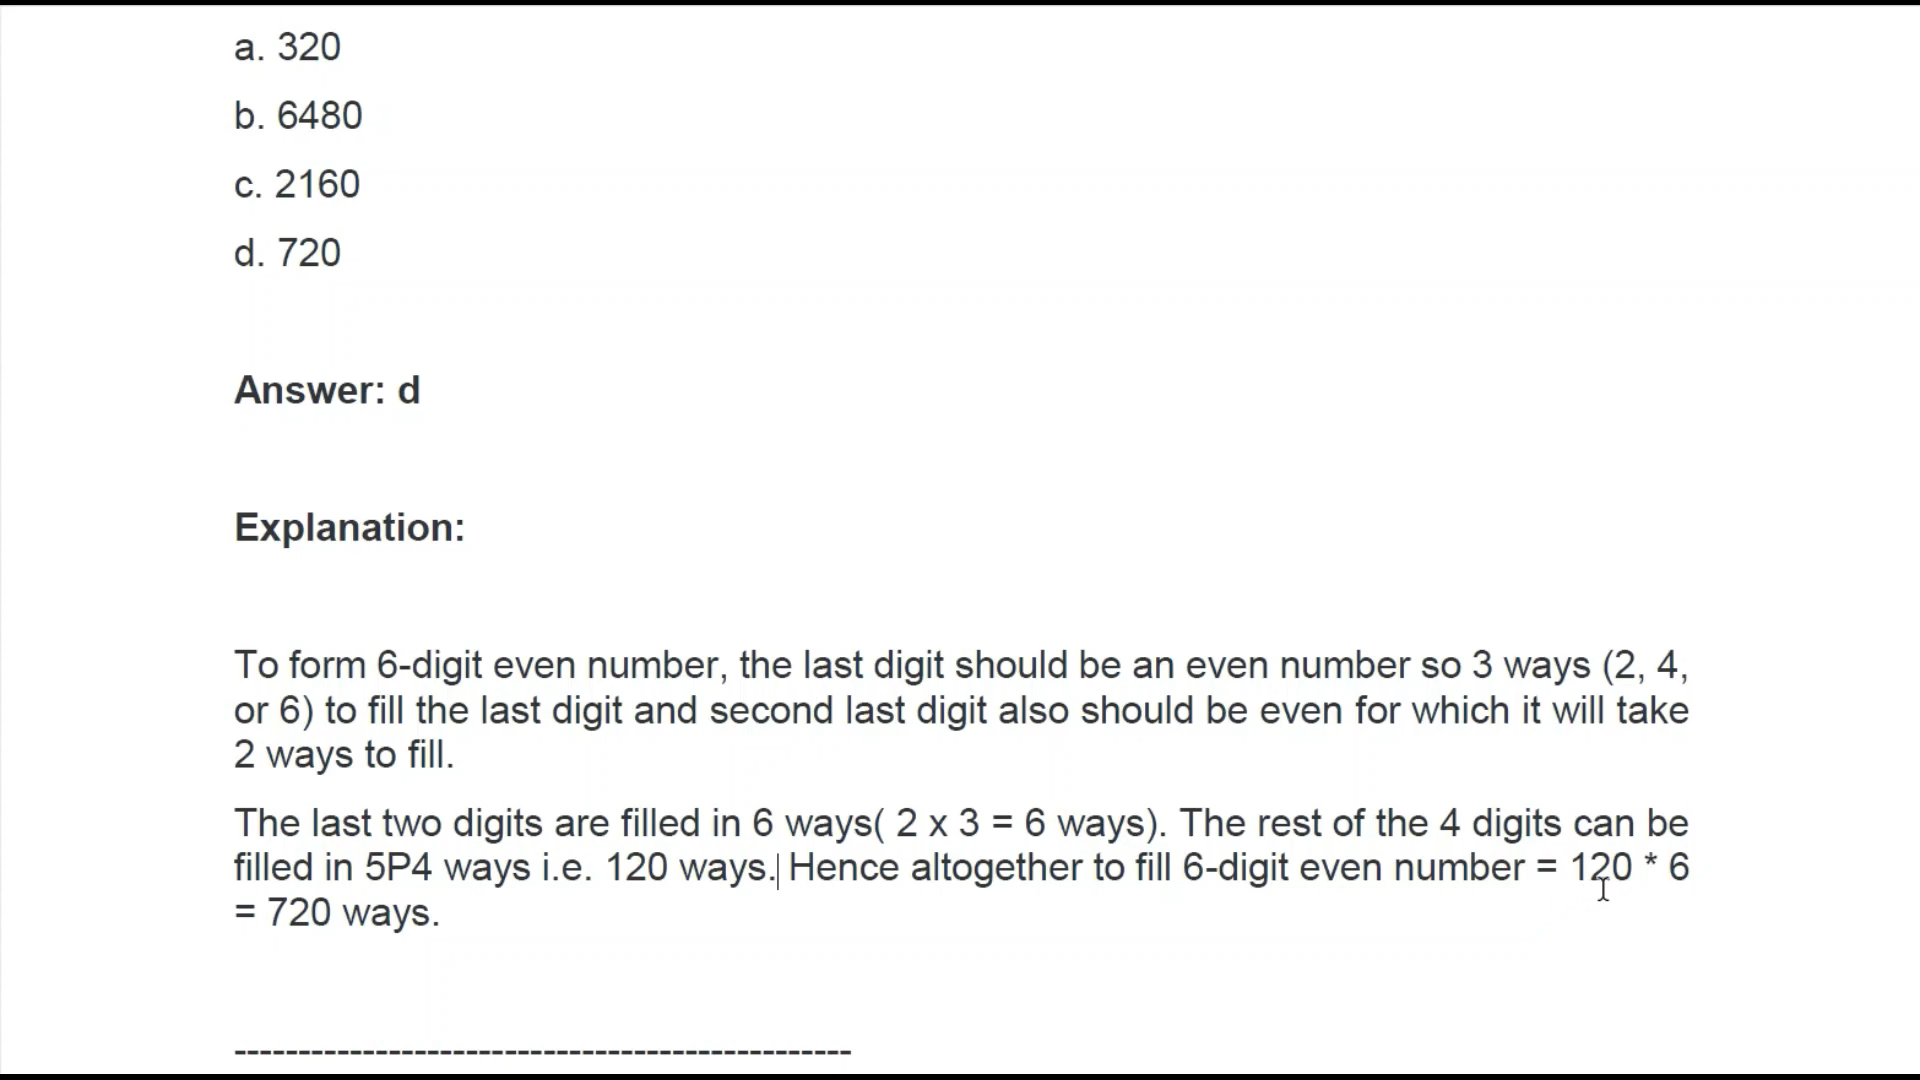 a. 320
b. 6480
c. 2160
d. 720
Answer: d
Explanation:
To form 6-digit even number, the last digit should be an even number so 3 ways (2, 4,
or 6) to fill the last digit and second last digit also should be even for which it will take
2 ways to fill.
The last two digits are filled in 6 ways( 2 x 3 = 6 ways). The rest of the 4 digits can be
filled in 5P4 ways i.e. 120 ways. Hence altogether to fill 6-digit even number = 120 * 6
= 720 ways.
------------------------------------------------